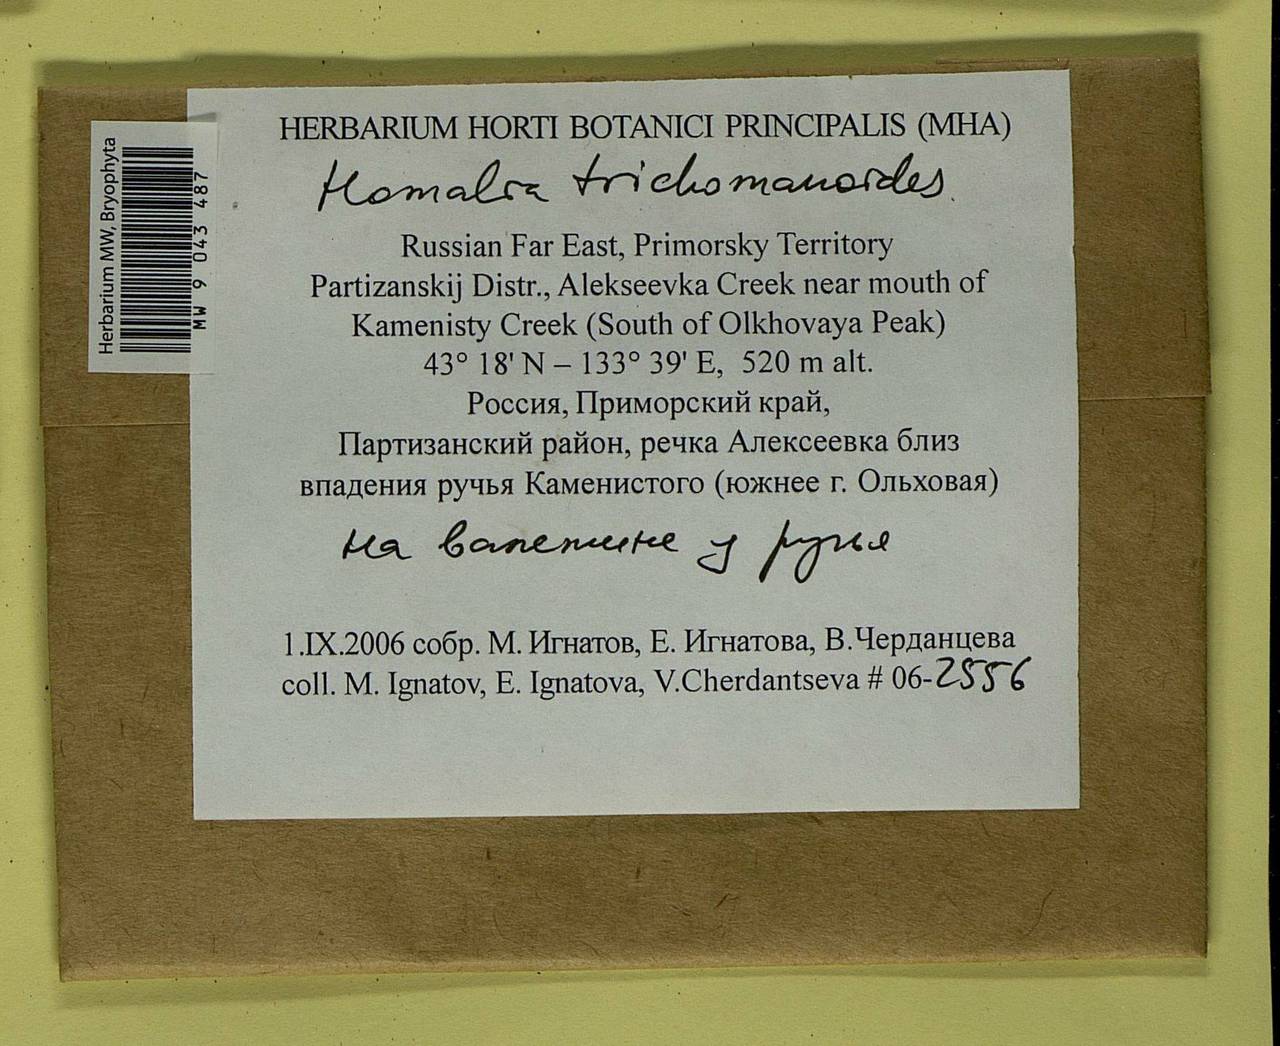 HERBARIUM HORTI BOTANICI PRINCIPALIS (MHA)
Homalia trichomanoides.
Russian Far East, Primorsky Territory
Partizanskij Distr., Alekseevka Creek near mouth of
Kamenisty Creek (South of Olkhovaya Peak)
43° 18' N – 133° 39' E, 520 m alt.
Россия, Приморский край,
Партизанский район, речка Алексеевка близ
впадения ручья Каменистого (южнее г. Ольховая)
на валежине у ручья
1.IX.2006 собр. М. Игнатов, Е. Игнатова, В.Черданцева
coll. M. Ignatov, E. Ignatova, V.Cherdantseva # 06-2556
Herbarium MW, Bryophyta
MW 9 043 487